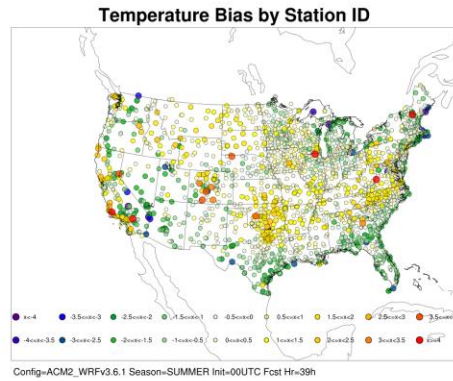 Temperature Bias by Station ID
x<-4 -3.5<=x<-3 -2.5<=x<-2 -1.5<=x<-1 -0.5<=x<0 0.5<=x<1 1.5<=x<2 2.5<=x<3 3.5<=x
-4<=x<-3.5 -3<=x<-2.5 -2<=x<-1.5 -1<=x<-0.5 0<=x<0.5 1<=x<1.5 2<=x<2.5 3<=x<3.5 x>=4
Config=ACM2_WRFv3.6.1 Season=SUMMER Init=00UTC Fcst Hr=39h